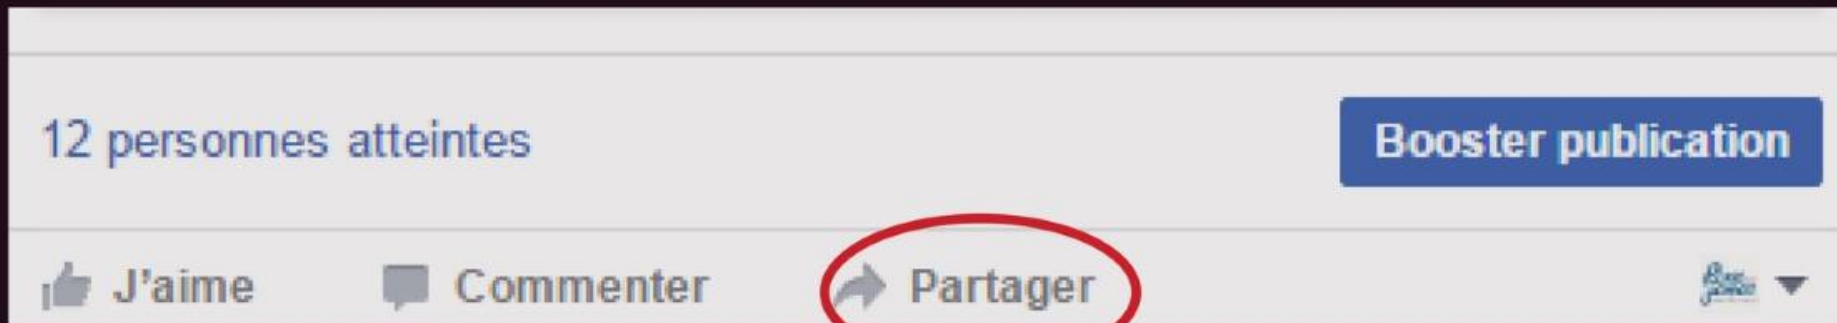 12 personnes atteintes
Booster publication
J'aime
Commenter
Partager